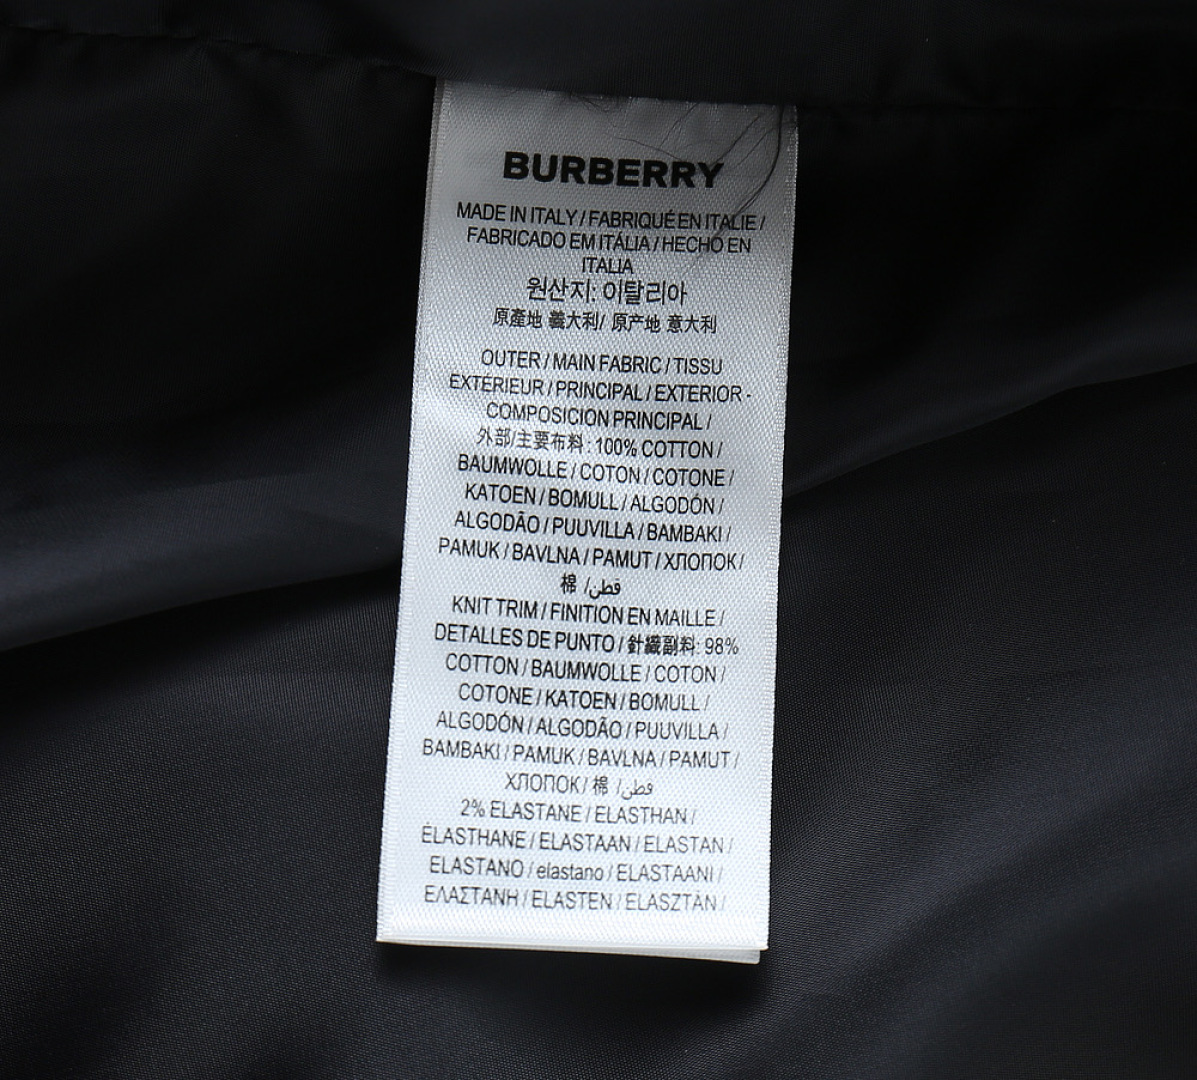 BURBERRY
MADE IN ITALY / FABRIQUÉ EN ITALIE /
FABRICADO EM ITÁLIA / HECHO EN
ITALIA
원산지: 이탈리아
原產地 義大利/ 原产地 意大利
OUTER / MAIN FABRIC / TISSU
EXTÉRIEUR / PRINCIPAL / EXTERIOR -
COMPOSICION PRINCIPAL /
外部/主要布料: 100% COTTON /
BAUMWOLLE / COTON / COTONE /
KATOEN / BOMULL / ALGODÓN /
ALGODÃO / PUUVILLA / BAMBAKI /
PAMUK / BAVLNA / PAMUT / ХЛОПОК /
棉 / قطن/
KNIT TRIM / FINITION EN MAILLE /
DETALLES DE PUNTO / 針織副料: 98%
COTTON / BAUMWOLLE / COTON /
COTONE / KATOEN / BOMULL /
ALGODÓN / ALGODÃO / PUUVILLA /
BAMBAKI / PAMUK / BAVLNA / PAMUT /
ХЛОПОК / 棉 / قطن/
2% ELASTANE / ELASTHAN /
ÉLASTHANE / ELASTAAN / ELASTAN /
ELASTANO / elastano / ELASTAANI /
ΕΛΑΣΤΑΝΗ / ELASTEN / ELASZTÁN /